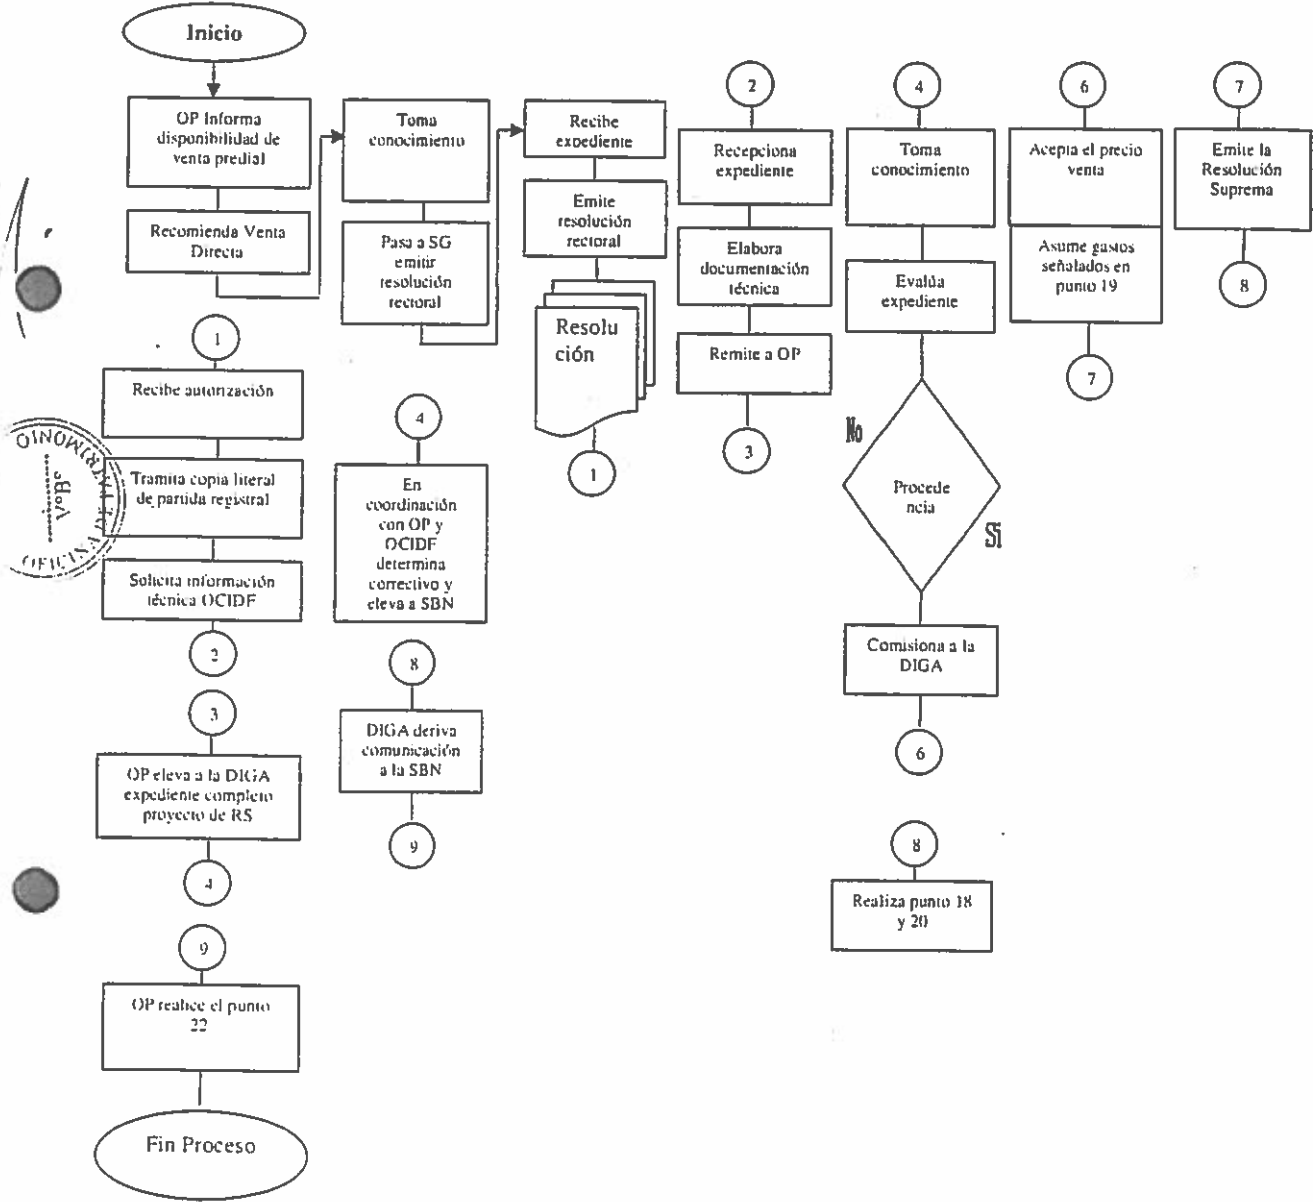 Inicio
OP Informa
disponibilidad de
venta predial
Recomienda Venta
Directa
1
Recibe autorización
Tramita copia literal
de partida registral
Solicita información
técnica OCIDF
2
3
OP eleva a la DIGA
expediente completo
proyecto de RS
4
9
OP realice el punto
22
Fin Proceso
Toma
conocimiento
Pasa a SG
emitir
resolución
rectoral
4
En
coordinación
con OP y
OCIDF
determina
correctivo y
eleva a SBN
8
DIGA deriva
comunicación
a la SBN
9
Recibe
expediente
Emite
resolución
rectoral
Resolu
ción
1
2
Recepciona
expediente
Elabora
documentación
técnica
Remite a OP
3
4
Toma
conocimiento
Evalúa
expediente
No
Procede
ncia
Si
Comisiona a la
DIGA
6
8
Realiza punto 18
y 20
6
Acepta el precio
venta
Asume gastos
señalados en
punto 19
7
7
Emite la
Resolución
Suprema
8
OFICINA
PATRIMONIO
VºBº